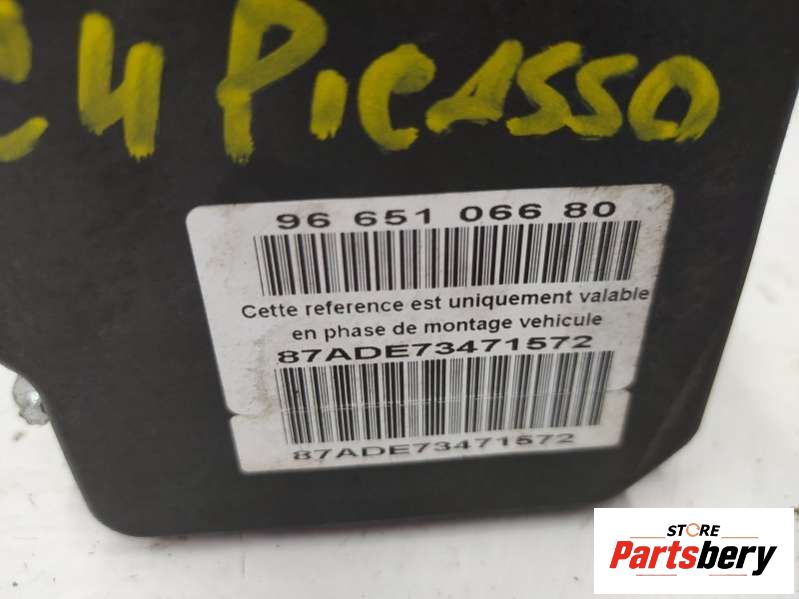 C4 PICASSO
96 651 066 80
Cette reference est uniquement valable
en phase de montage vehicule
87ADE73471572
87ADE73471572
STORE
Partsbery